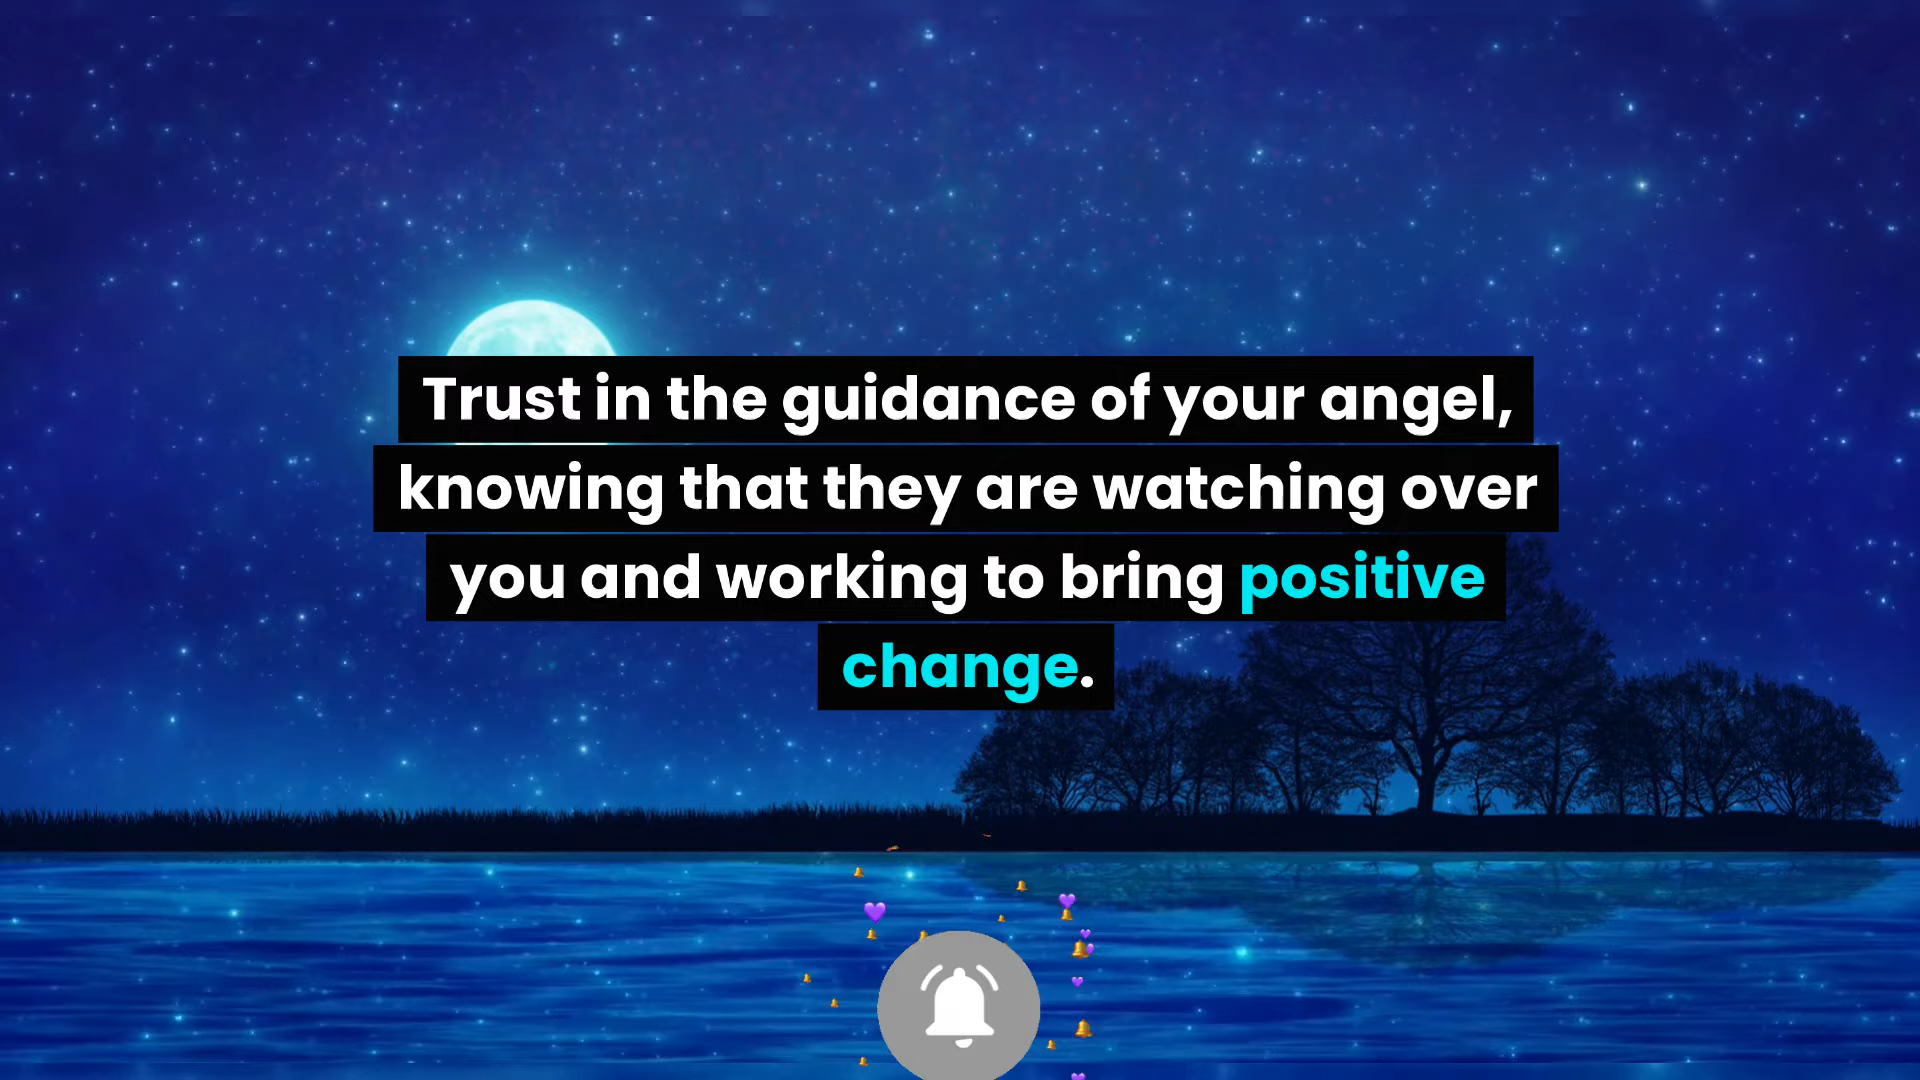 Trust in the guidance of your angel,
knowing that they are watching over
you and working to bring positive
change.